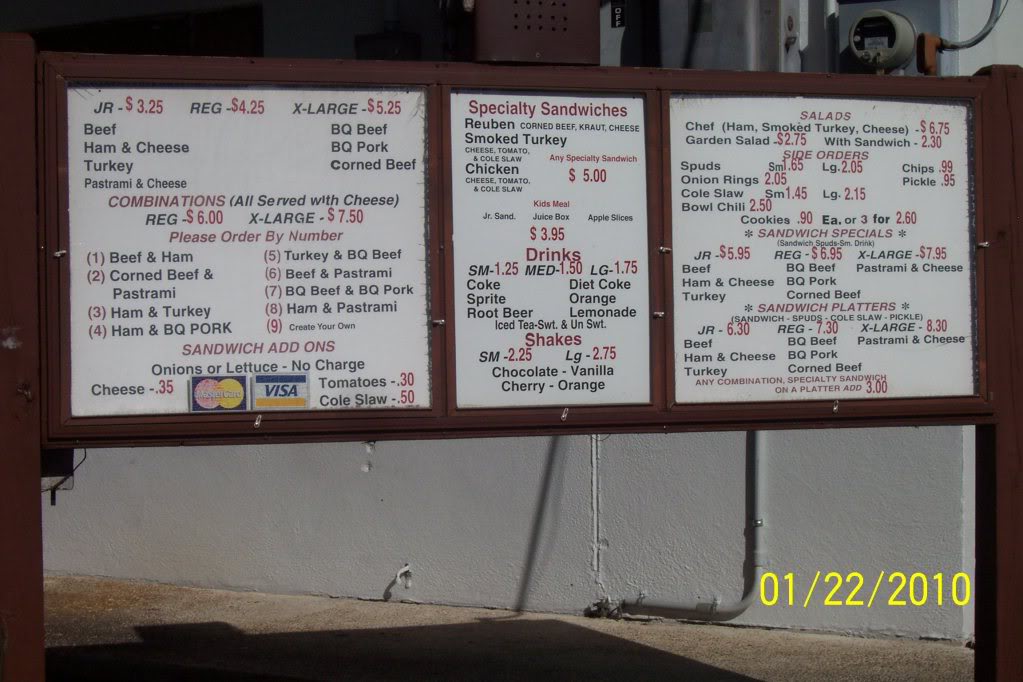 OFF
JR - $ 3.25 REG -$4.25 X-LARGE -$5.25
Beef BQ Beef
Ham & Cheese BQ Pork
Turkey Corned Beef
Pastrami & Cheese
COMBINATIONS (All Served with Cheese)
REG -$6.00 X-LARGE - $7.50
Please Order By Number
(1) Beef & Ham (5) Turkey & BQ Beef
(2) Corned Beef & (6) Beef & Pastrami
Pastrami (7) BQ Beef & BQ Pork
(3) Ham & Turkey (8) Ham & Pastrami
(4) Ham & BQ PORK (9) Create Your Own
SANDWICH ADD ONS
Onions or Lettuce - No Charge
Cheese -.35 MasterCard VISA Tomatoes -.30
Cole Slaw -.50
Specialty Sandwiches
Reuben CORNED BEEF, KRAUT, CHEESE
Smoked Turkey
CHEESE, TOMATO,
& COLE SLAW Any Specialty Sandwich
Chicken $ 5.00
CHEESE, TOMATO.
& COLE SLAW
Kids Meal
Jr. Sand. Juice Box Apple Slices
$ 3.95
Drinks
SM-1.25 MED-1.50 LG-1.75
Coke Diet Coke
Sprite Orange
Root Beer Lemonade
Iced Tea-Swt. & Un Swt.
Shakes
SM -2.25 Lg -2.75
Chocolate - Vanilla
Cherry - Orange
SALADS
Chef (Ham, Smoked Turkey, Cheese) - $ 6.75
Garden Salad -$2.75 With Sandwich - 2.30
SIDE ORDERS
Spuds Sm1.65 Lg.2.05 Chips .99
Onion Rings 2.05 Pickle .95
Cole Slaw Sm1.45 Lg. 2.15
Bowl Chili 2.50
Cookies .90 Ea. or 3 for 2.60
* SANDWICH SPECIALS *
(Sandwich Spuds-Sm. Drink)
JR -$5.95 REG -$6.95 X-LARGE -$7.95
Beef BQ Beef Pastrami & Cheese
Ham & Cheese BQ Pork
Turkey Corned Beef
* SANDWICH PLATTERS *
(SANDWICH - SPUDS - COLE SLAW - PICKLE)
JR - 6.30 REG - 7.30 X-LARGE - 8.30
Beef BQ Beef Pastrami & Cheese
Ham & Cheese BQ Pork
Turkey Corned Beef
ANY COMBINATION, SPECIALTY SANDWICH
ON A PLATTER ADD 3.00
01/22/2010